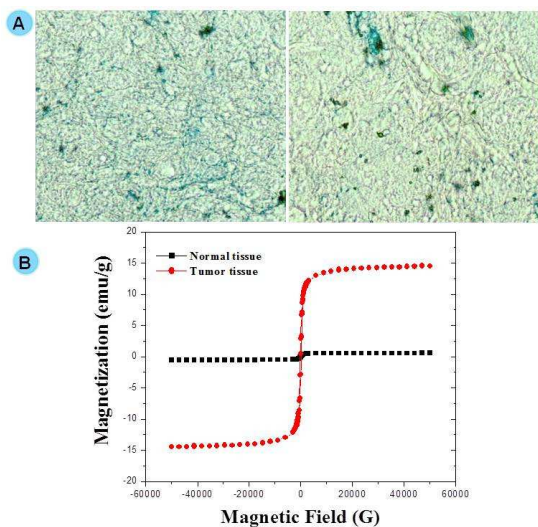 A
B
Normal tissue
Tumor tissue
Magnetization (emu/g)
20
15
10
5
0
-5
-10
-15
-20
-60000 -40000 -20000 0 20000 40000 60000
Magnetic Field (G)